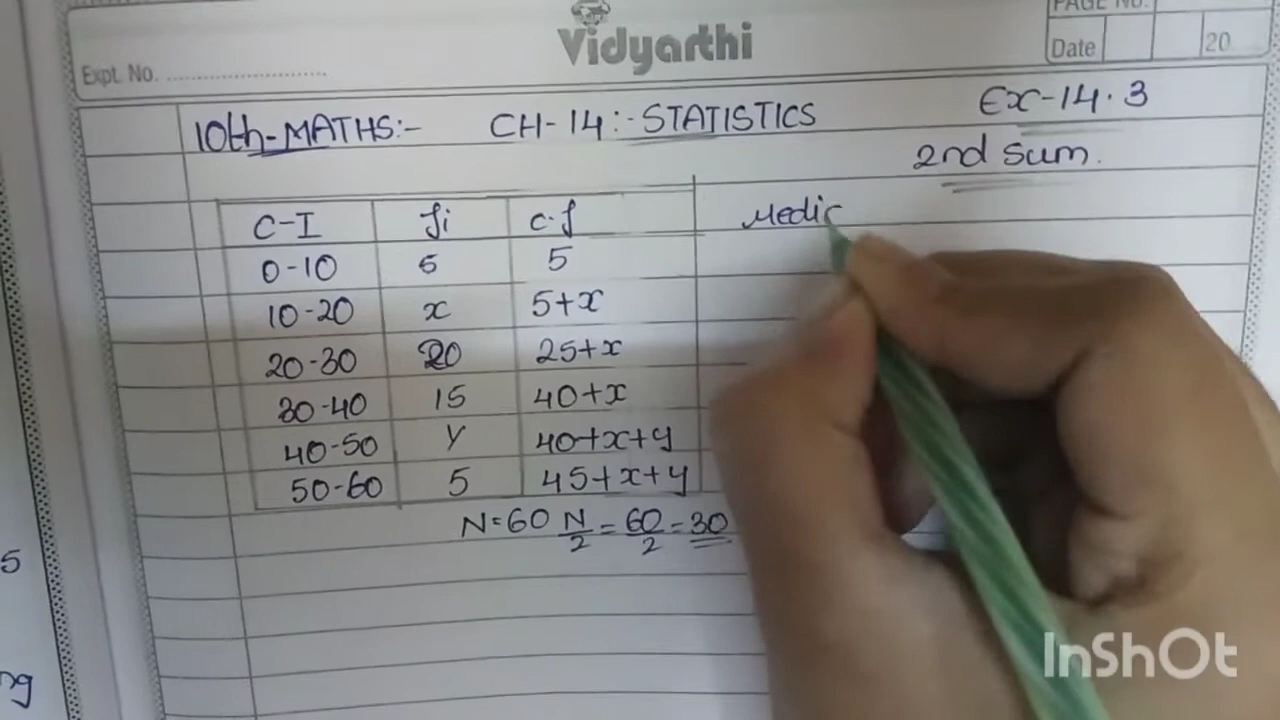 PAGE NO.
Vidyarthi
Expt. No. ........................
Date 20
10th-MATHS:- CH-14:-STATISTICS Ex-14.3
2nd sum.
C-I fi c.f Media
0-10 5 5
10-20 x 5+x
20-30 20 25+x
30-40 15 40+x
40-50 y 40+x+y
50-60 5 45+x+y
N=60 N/2 = 60/2 = 30
5
InShOt